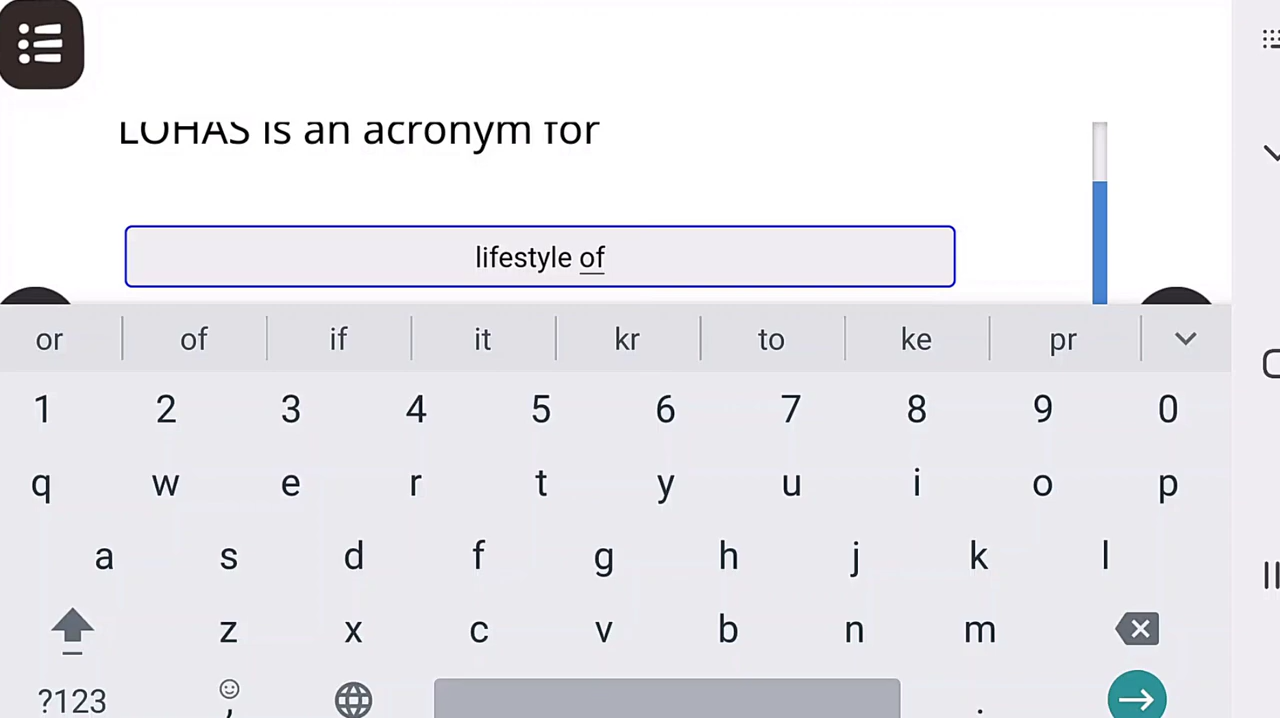 LOHAS is an acronym for
lifestyle of
or of if it kr to ke pr
1 2 3 4 5 6 7 8 9 0
q w e r t y u i o p
a s d f g h j k l
z x c v b n m
?123 , .